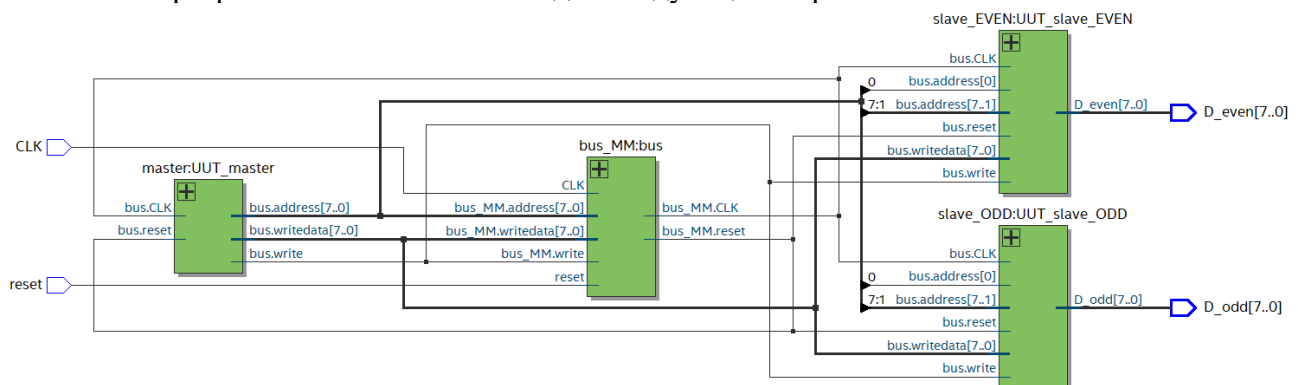 slave_EVEN:UUT_slave_EVEN
bus.CLK
0
bus.address[0]
7:1
bus.address[7..1]
D_even[7..0]
D_even[7..0]
bus.reset
bus.writedata[7..0]
bus.write
CLK
master:UUT_master
bus.CLK
bus.address[7..0]
bus.reset
bus.writedata[7..0]
bus.write
reset
bus_MM:bus
CLK
bus_MM.address[7..0]
bus_MM.CLK
bus_MM.writedata[7..0]
bus_MM.reset
bus_MM.write
reset
slave_ODD:UUT_slave_ODD
bus.CLK
0
bus.address[0]
7:1
bus.address[7..1]
D_odd[7..0]
D_odd[7..0]
bus.reset
bus.writedata[7..0]
bus.write